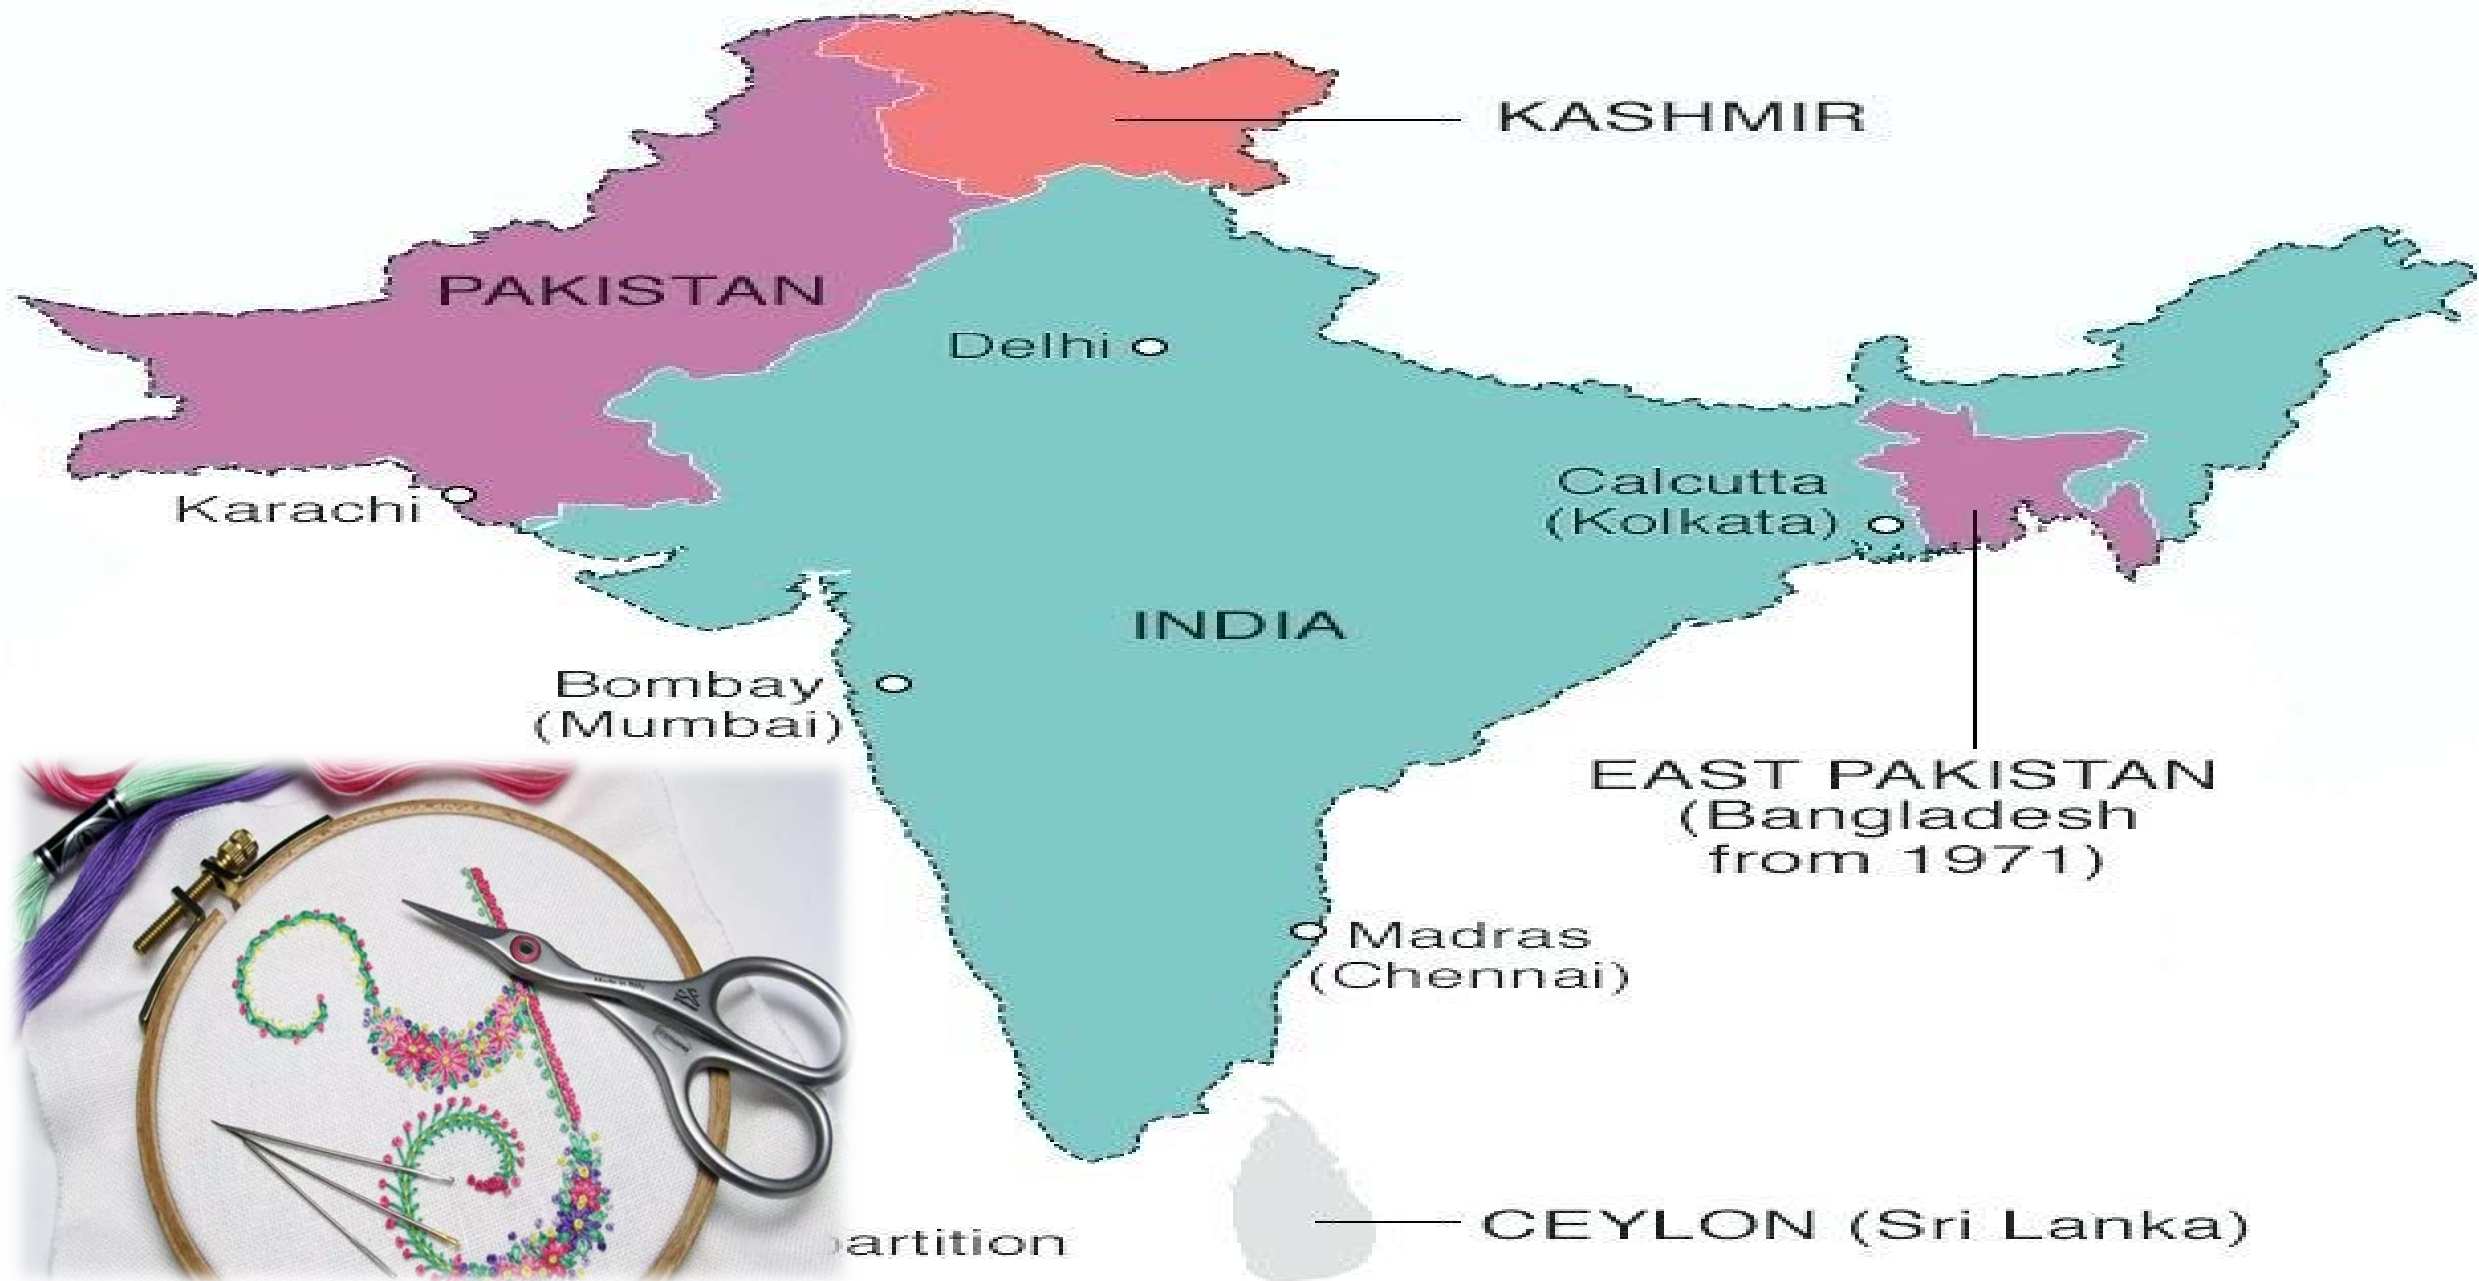 KASHMIR
PAKISTAN
Delhi
Calcutta
(Kolkata)
Karachi
INDIA
Bombay
(Mumbai)
EAST PAKISTAN
(Bangladesh
from 1971)
Madras
(Chennai)
CEYLON (Sri Lanka)
artition